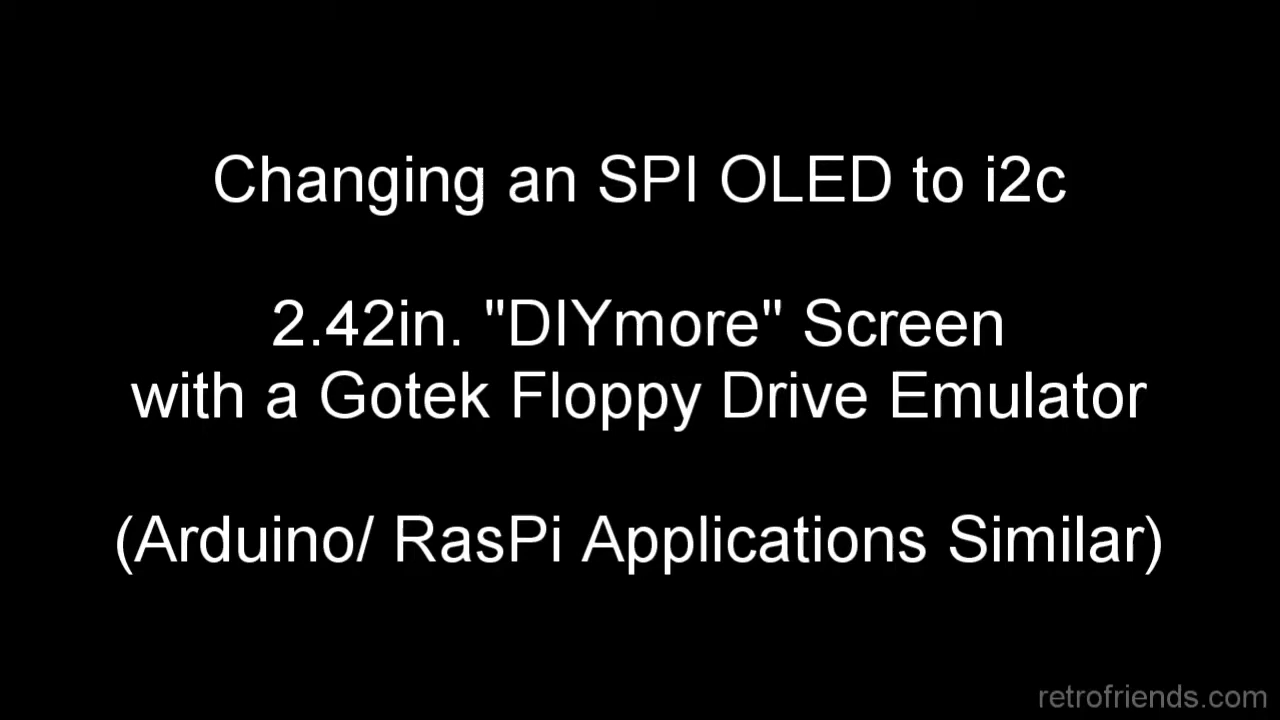 Changing an SPI OLED to i2c
2.42in. "DIYmore" Screen
with a Gotek Floppy Drive Emulator
(Arduino/ RasPi Applications Similar)
retrofriends.com